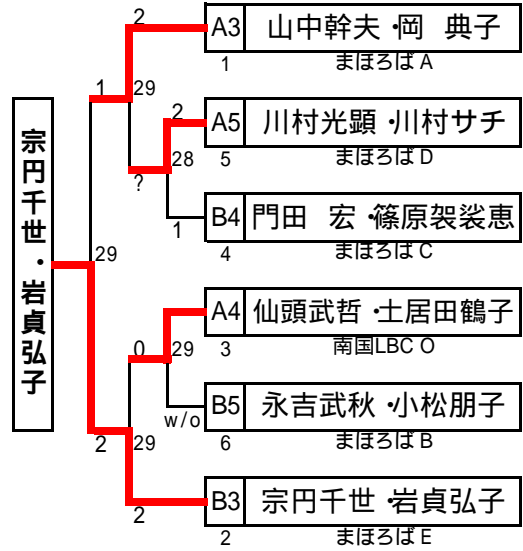 2
A3 山中幹夫・岡 典子
1 まほろば A
1 29
2
A5 川村光顕・川村サチ
28
5 まほろば D
?
1
B4 門田 宏・篠原袈裟恵
4 まほろば C
宗円千世・岩貞弘子
29
A4 仙頭武哲・土居田鶴子
0 29
3 南国LBC O
w/o
B5 永吉武秋・小松朋子
6 まほろば B
2 29
2
B3 宗円千世・岩貞弘子
2 まほろば E